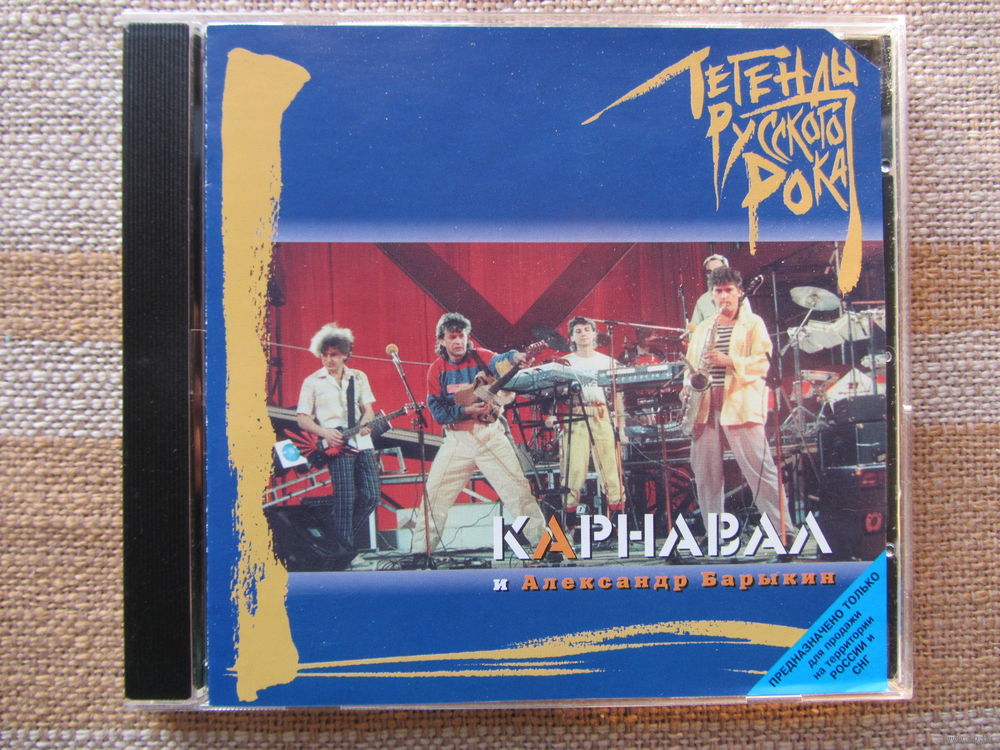 ЛЕГЕНДЫ
РУССКОГО
РОКА
КАРНАВАЛ
и Александр Барыкин
ПРЕДНАЗНАЧЕНО ТОЛЬКО
для продажи
на территории
РОССИИ и
СНГ